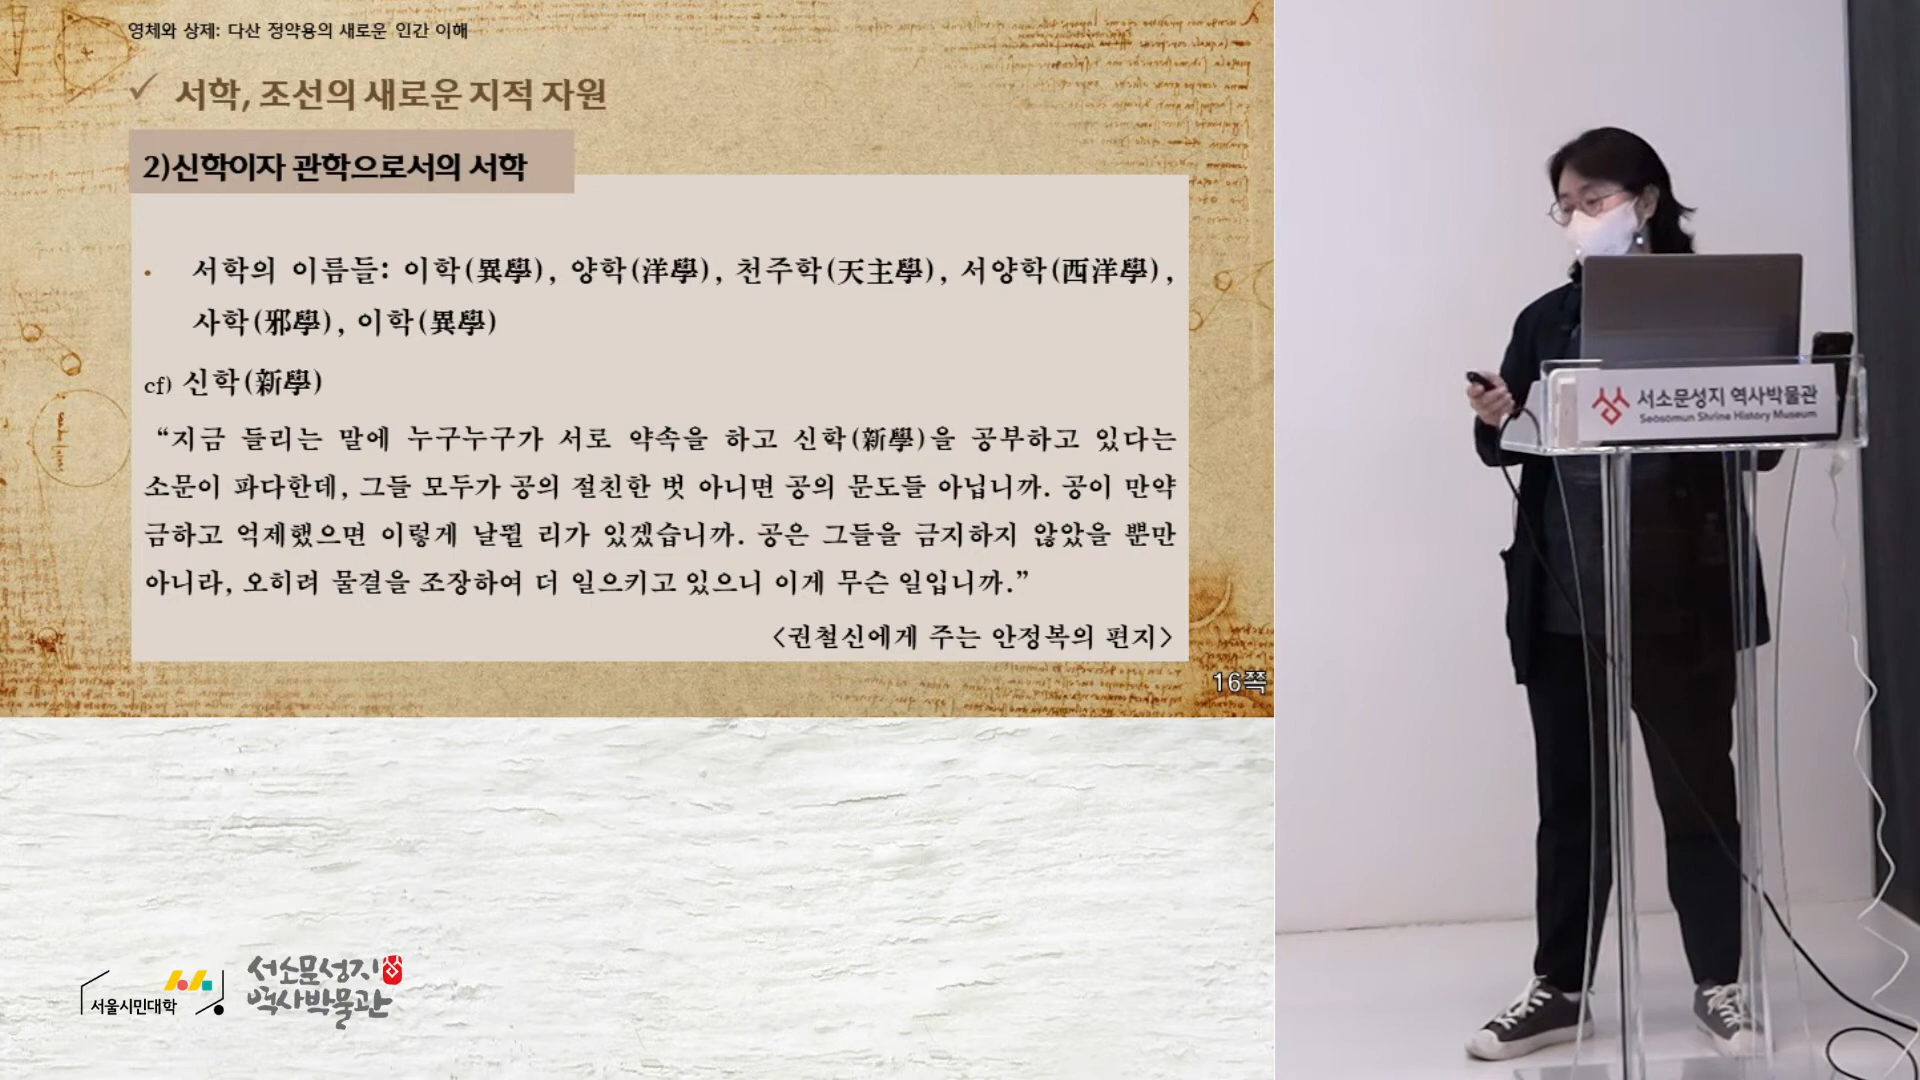 영체와 상제: 다산 정약용의 새로운 인간 이해
✓ 서학, 조선의 새로운 지적 자원
2)신학이자 관학으로서의 서학
• 서학의 이름들: 이학(異學), 양학(洋學), 천주학(天主學), 서양학(西洋學),
사학(邪學), 이학(異學)
cf) 신학(新學)
“지금 들리는 말에 누구누구가 서로 약속을 하고 신학(新學)을 공부하고 있다는
소문이 파다한데, 그들 모두가 공의 절친한 벗 아니면 공의 문도들 아닙니까. 공이 만약
금하고 억제했으면 이렇게 날뛸 리가 있겠습니까. 공은 그들을 금지하지 않았을 뿐만
아니라, 오히려 물결을 조장하여 더 일으키고 있으니 이게 무슨 일입니까.”
<권철신에게 주는 안정복의 편지>
16쪽
서소문성지 역사박물관
Seosomun Shrine History Museum
서울시민대학
서소문성지
역사박물관